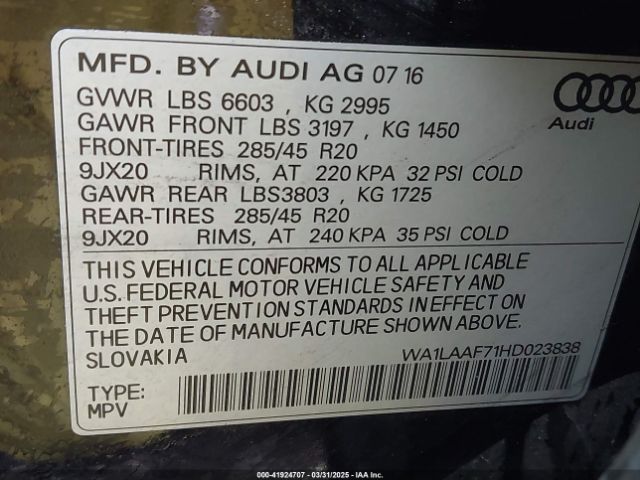 MFD. BY AUDI AG 07 16
GVWR LBS 6603 , KG 2995
GAWR FRONT LBS 3197 , KG 1450
FRONT-TIRES 285/45 R20
9JX20 RIMS, AT 220 KPA 32 PSI COLD
GAWR REAR LBS3803 , KG 1725
REAR-TIRES 285/45 R20
9JX20 RIMS, AT 240 KPA 35 PSI COLD
Audi
THIS VEHICLE CONFORMS TO ALL APPLICABLE
U.S. FEDERAL MOTOR VEHICLE SAFETY AND
THEFT PREVENTION STANDARDS IN EFFECT ON
THE DATE OF MANUFACTURE SHOWN ABOVE.
SLOVAKIA WA1LAAF71HD023838
TYPE:
MPV
000-41924707 - 03/31/2025 - IAA Inc.